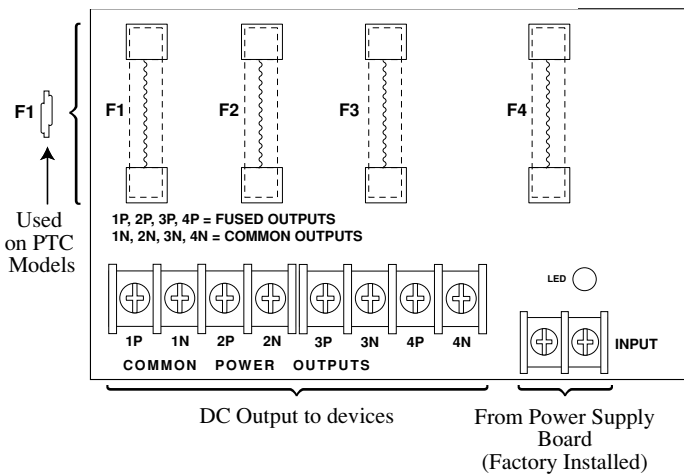 F1
F1
F2
F3
F4
Used
on PTC
Models
1P, 2P, 3P, 4P = FUSED OUTPUTS
1N, 2N, 3N, 4N = COMMON OUTPUTS
LED
1P 1N 2P 2N 3P 3N 4P 4N
INPUT
COMMON POWER OUTPUTS
DC Output to devices
From Power Supply
Board
(Factory Installed)